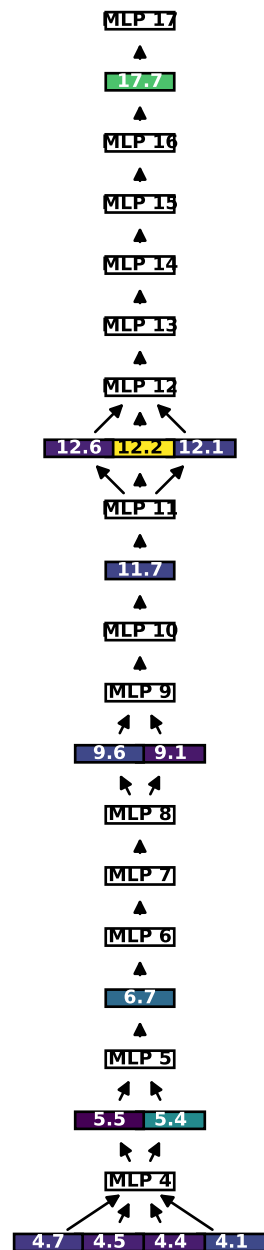 MLP 17
17.7
MLP 16
MLP 15
MLP 14
MLP 13
MLP 12
12.6 12.2 12.1
MLP 11
11.7
MLP 10
MLP 9
9.6 9.1
MLP 8
MLP 7
MLP 6
6.7
MLP 5
5.5 5.4
MLP 4
4.7 4.5 4.4 4.1